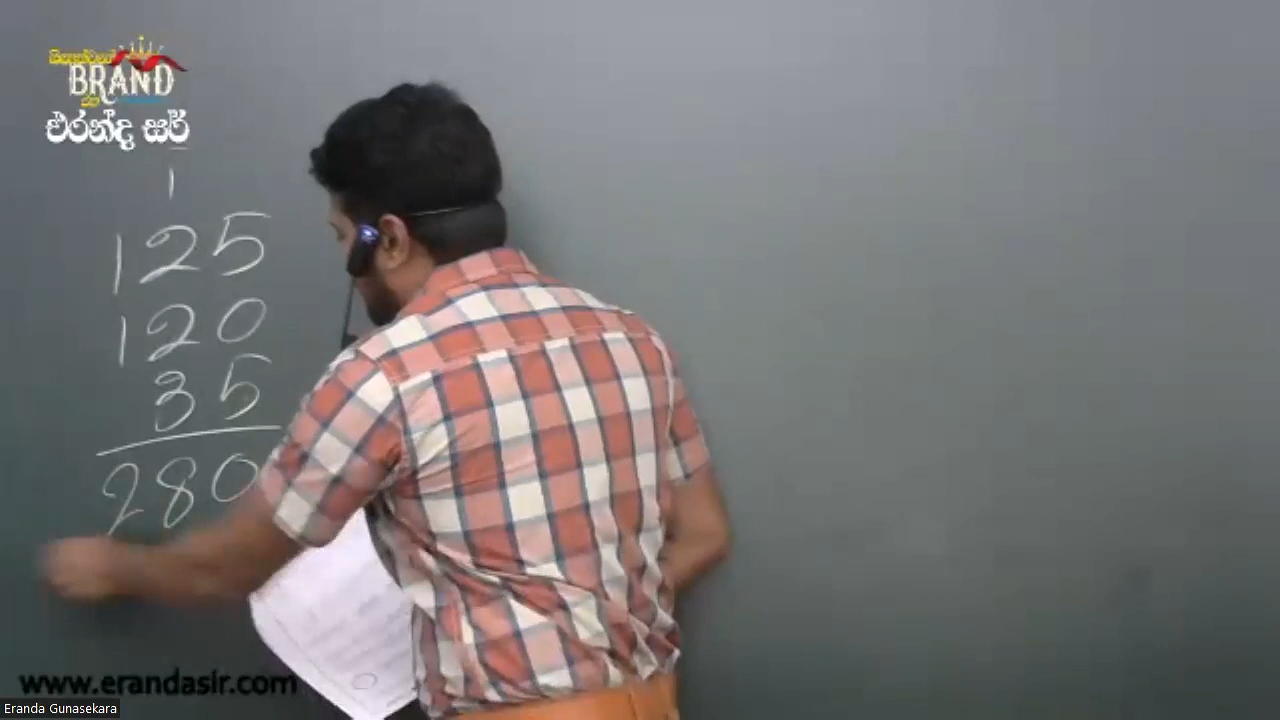 BRAND
එරන්ද සර්
1
125
120
35
280
www.erandasir.com
Eranda Gunasekara